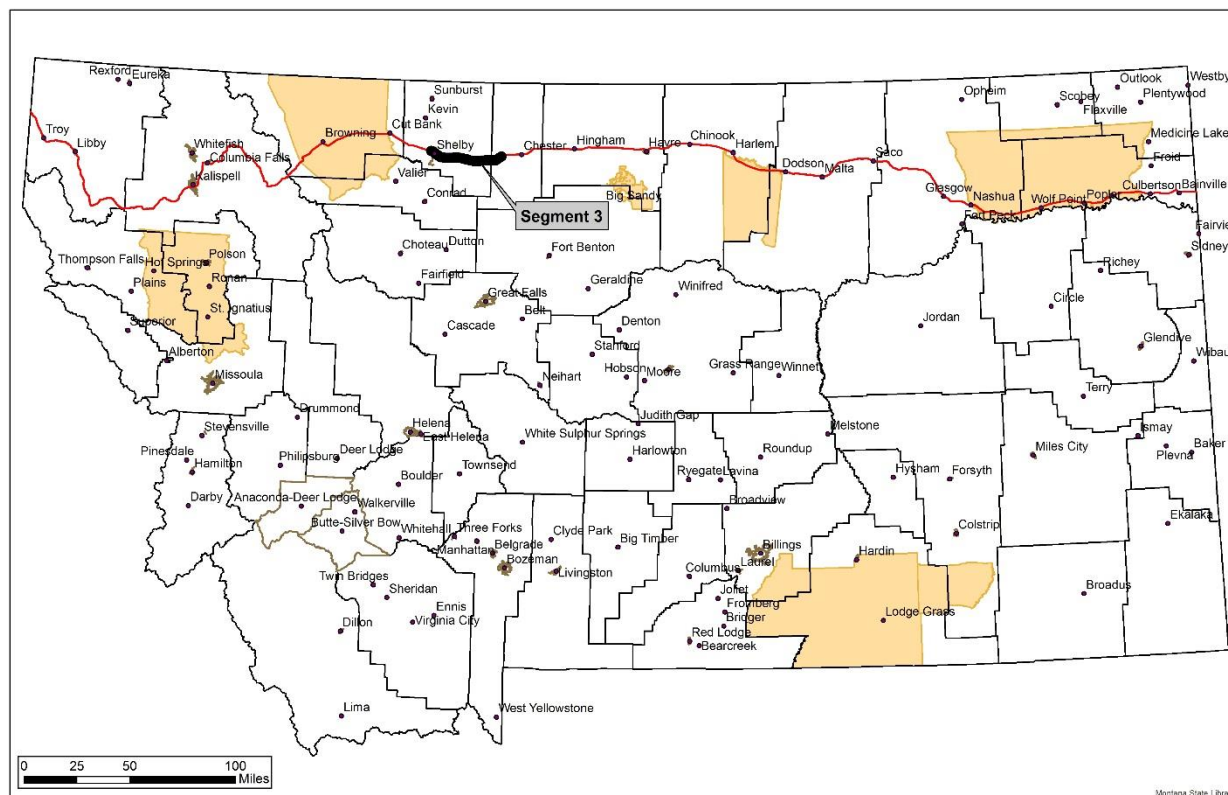 Rexford
Eureka
Sunburst
Kevin
Opheim
Scobey
Flaxville
Outlook
Plentywood
Westby
Troy
Libby
Whitefish
Columbia Falls
Kalispell
Browning
Cut Bank
Shelby
Chester
Hingham
Havre
Chinook
Harlem
Dodson
Malta
Saco
Medicine Lake
Froid
Valier
Conrad
Segment 3
Big Sandy
Glasgow
Nashua
Fort Peck
Wolf Point
Poplar
Culbertson
Bainville
Thompson Falls
Hot Springs
Polson
Plains
Ronan
St. Ignatius
Choteau
Dutton
Fairfield
Fort Benton
Geraldine
Winifred
Richey
Fairvie
Sidney
Superior
Alberton
Missoula
Great Falls
Belt
Cascade
Denton
Stanford
Hobson
Moore
Grass Range
Winnet
Jordan
Circle
Glendive
Wibau
Neihart
Terry
Drummond
Stevensville
Pinesdale
Hamilton
Darby
Philipsburg
Deer Lodge
Helena
East Helena
Boulder
Townsend
White Sulphur Springs
Judith Gap
Harlowton
Ryegate
Lavina
Roundup
Melstone
Hysham
Forsyth
Miles City
Ismay
Plevna
Baker
Anaconda-Deer Lodge
Walkerville
Butte-Silver Bow
Whitehall
Three Forks
Manhattan
Belgrade
Bozeman
Clyde Park
Livingston
Big Timber
Broadview
Billings
Laurel
Columbus
Hardin
Colstrip
Ekalaka
Twin Bridges
Sheridan
Ennis
Virginia City
Dillon
Joliet
Fromberg
Bridger
Red Lodge
Bearcreek
Lodge Grass
Broadus
Lima
West Yellowstone
0 25 50 100
Miles
Montana State Libra